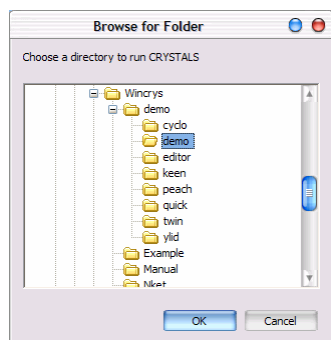 Browse for Folder
Choose a directory to run CRYSTALS
Wincrys
demo
cyclo
demo
editor
keen
peach
quick
twin
ylid
Example
Manual
Nket
OK
Cancel